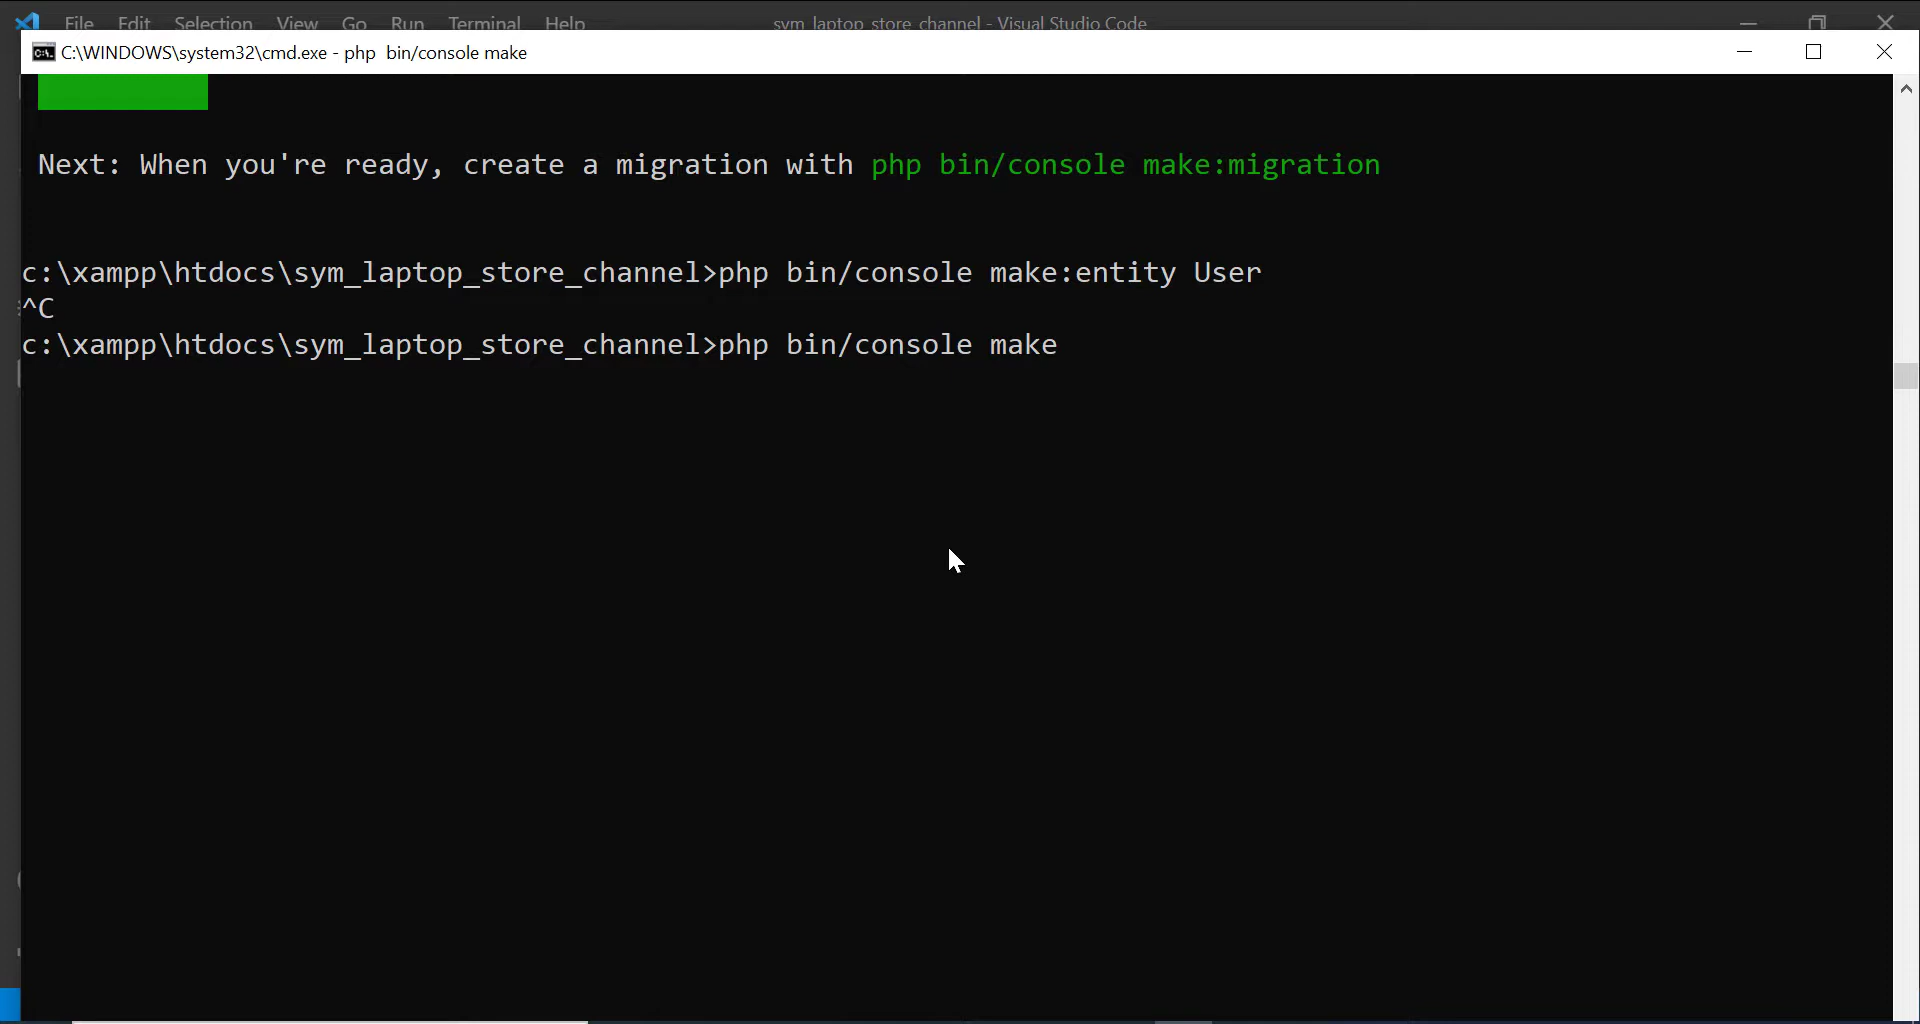 File Edit Selection View Go Run Terminal Help sym_laptop_store_channel - Visual Studio Code
C:\WINDOWS\system32\cmd.exe - php  bin/console make
Next: When you're ready, create a migration with php bin/console make:migration
c:\xampp\htdocs\sym_laptop_store_channel>php bin/console make:entity User
^C
c:\xampp\htdocs\sym_laptop_store_channel>php bin/console make